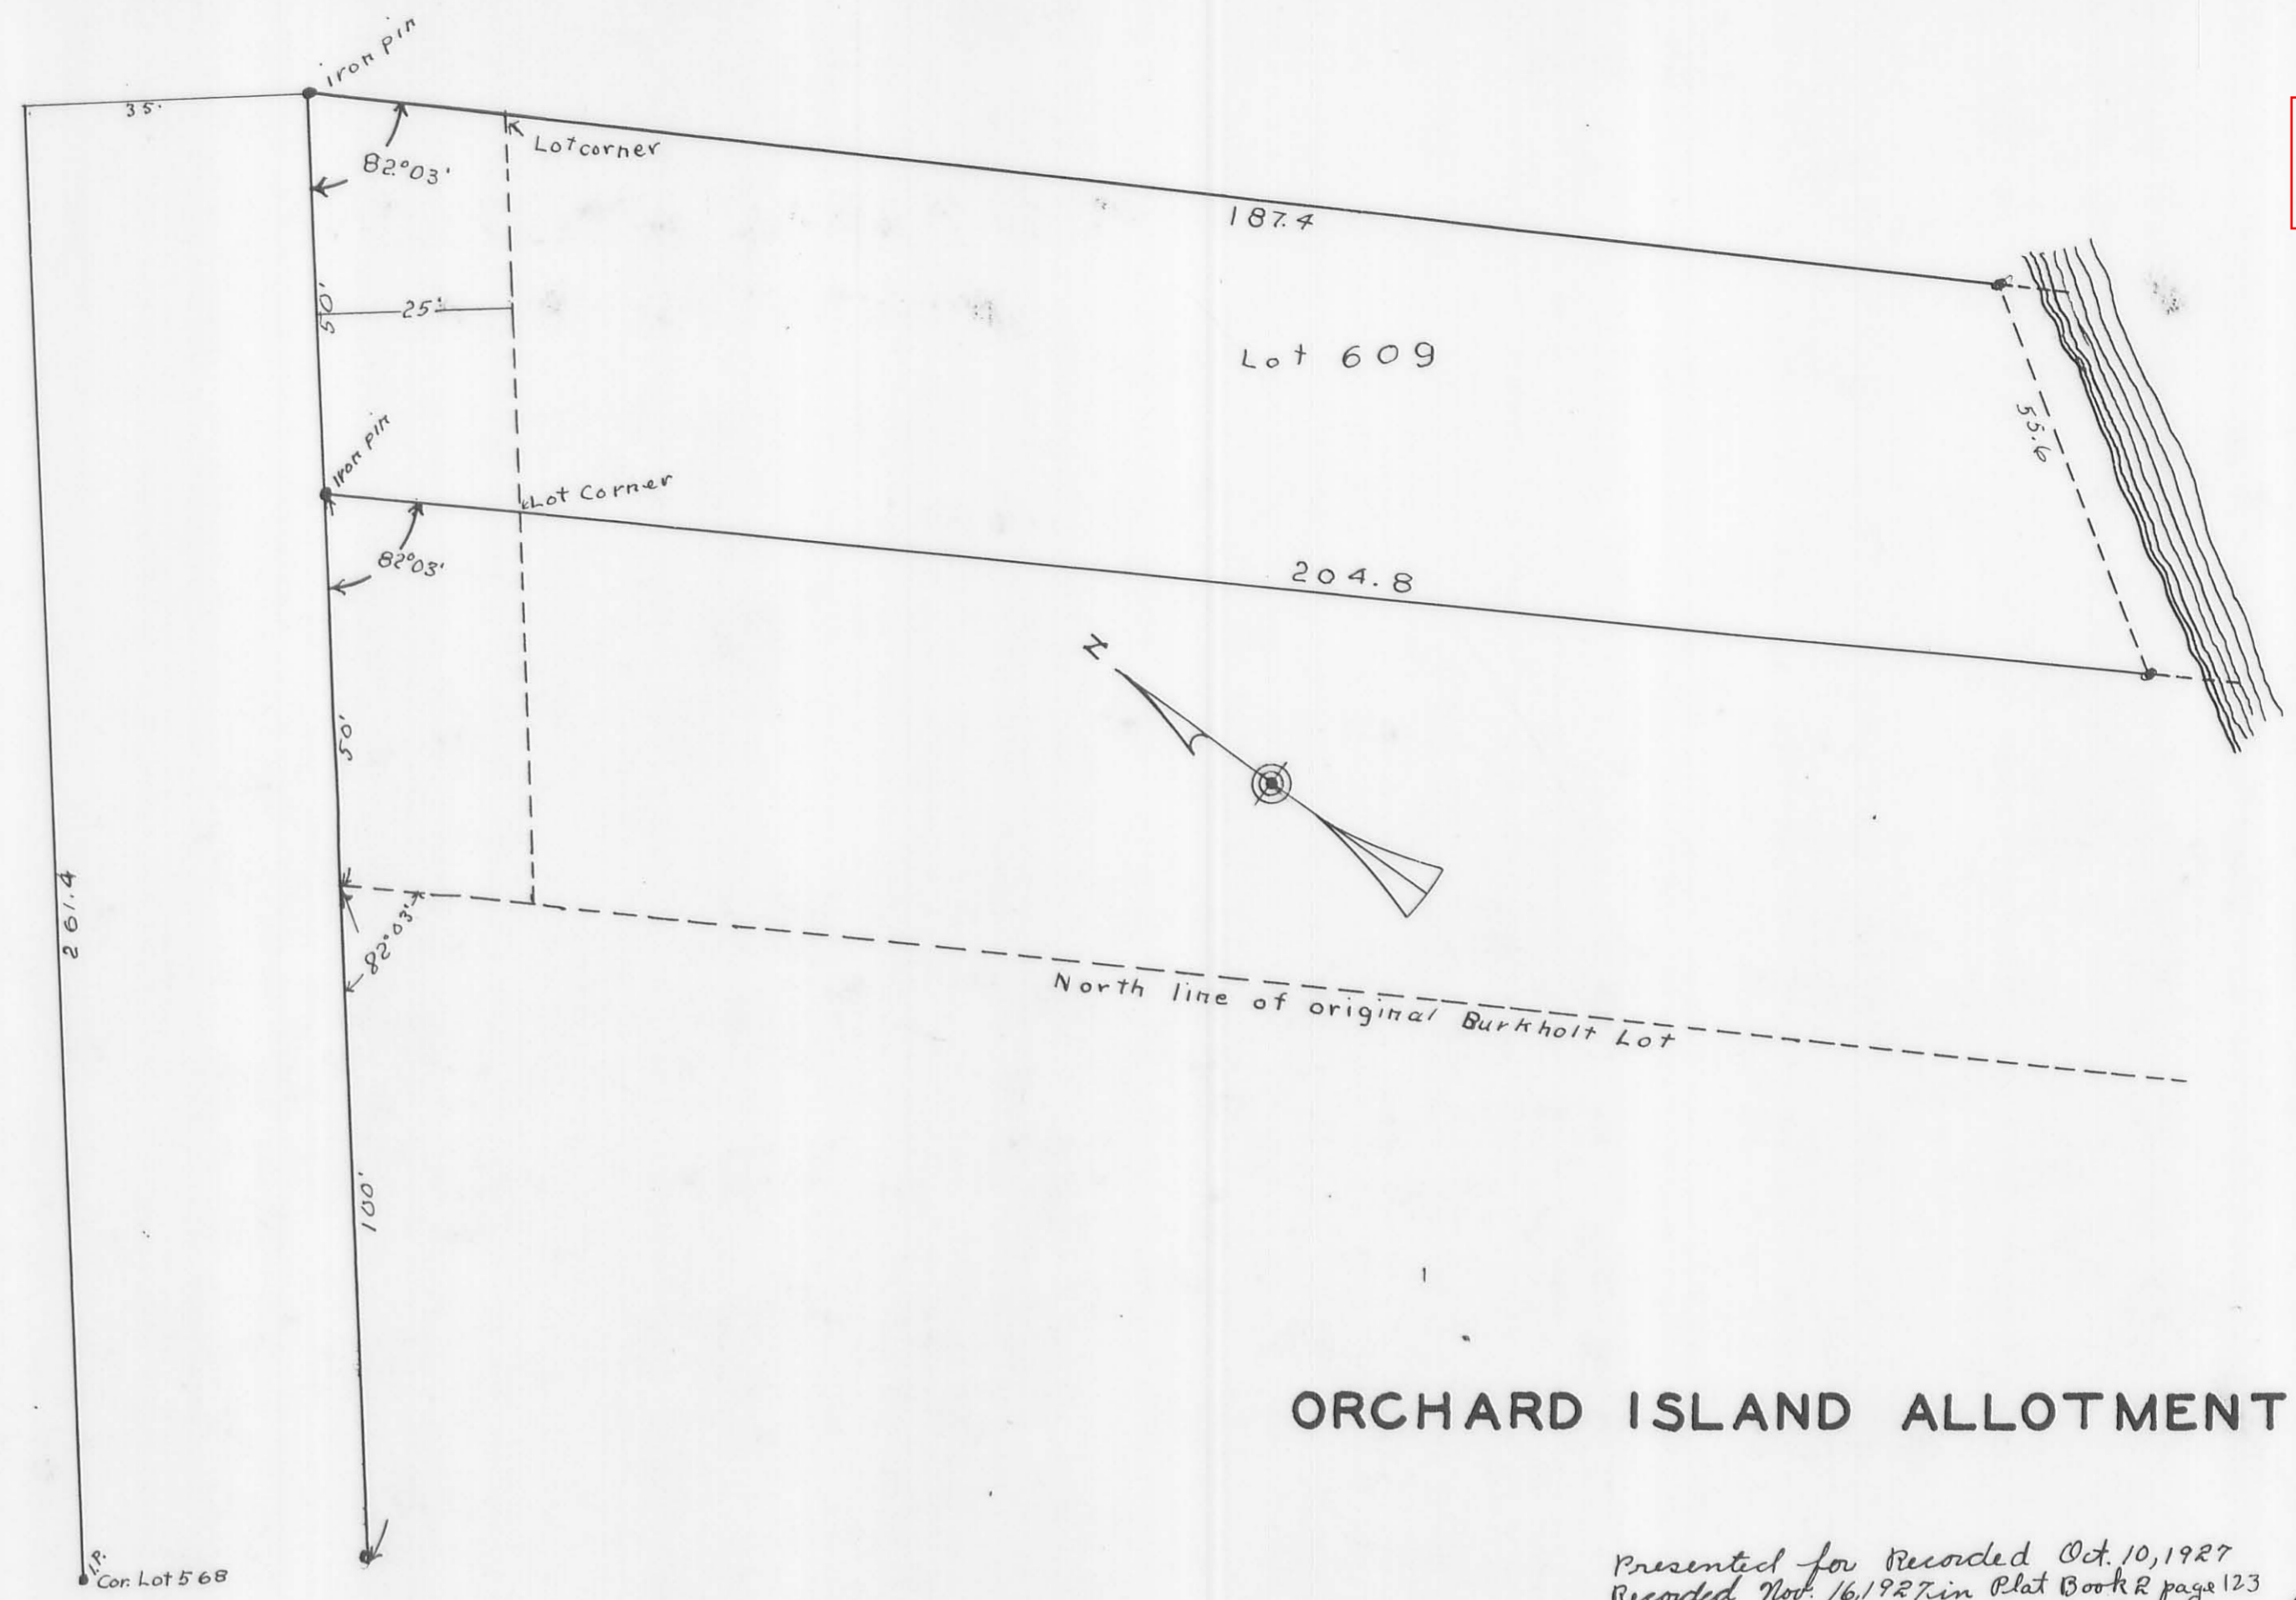 iron pin
35'
82°03'
Lot corner
187.4
50'
25'
Lot 609
55.6
Iron pin
Lot Corner
82°03'
204.8
N
50'
261.4
82°03'
North line of original Burkholt Lot
100'
ORCHARD ISLAND ALLOTMENT
I.P.
Cor. Lot 568
Presented for Recorded Oct. 10, 1927
Recorded Nov. 16, 1927 in Plat Book 2 page 123